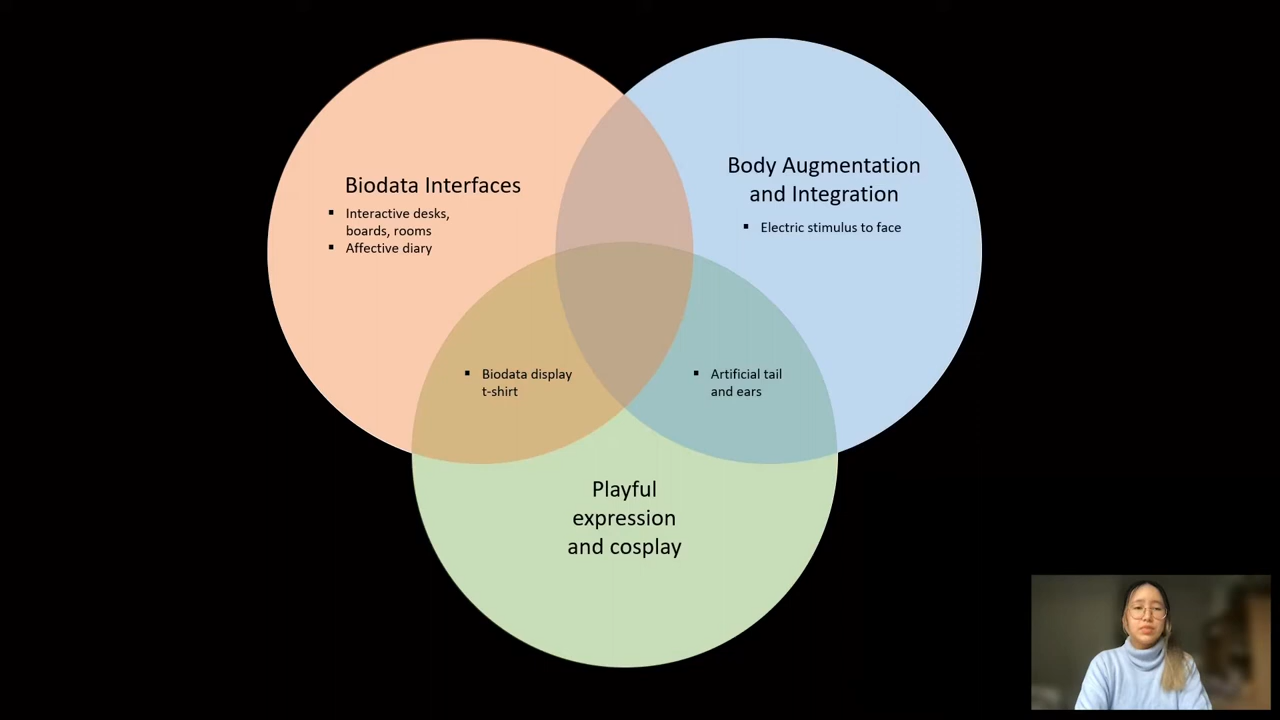 Biodata Interfaces
▪ Interactive desks,
boards, rooms
▪ Affective diary
Body Augmentation
and Integration
▪ Electric stimulus to face
▪ Biodata display
t-shirt
▪ Artificial tail
and ears
Playful
expression
and cosplay